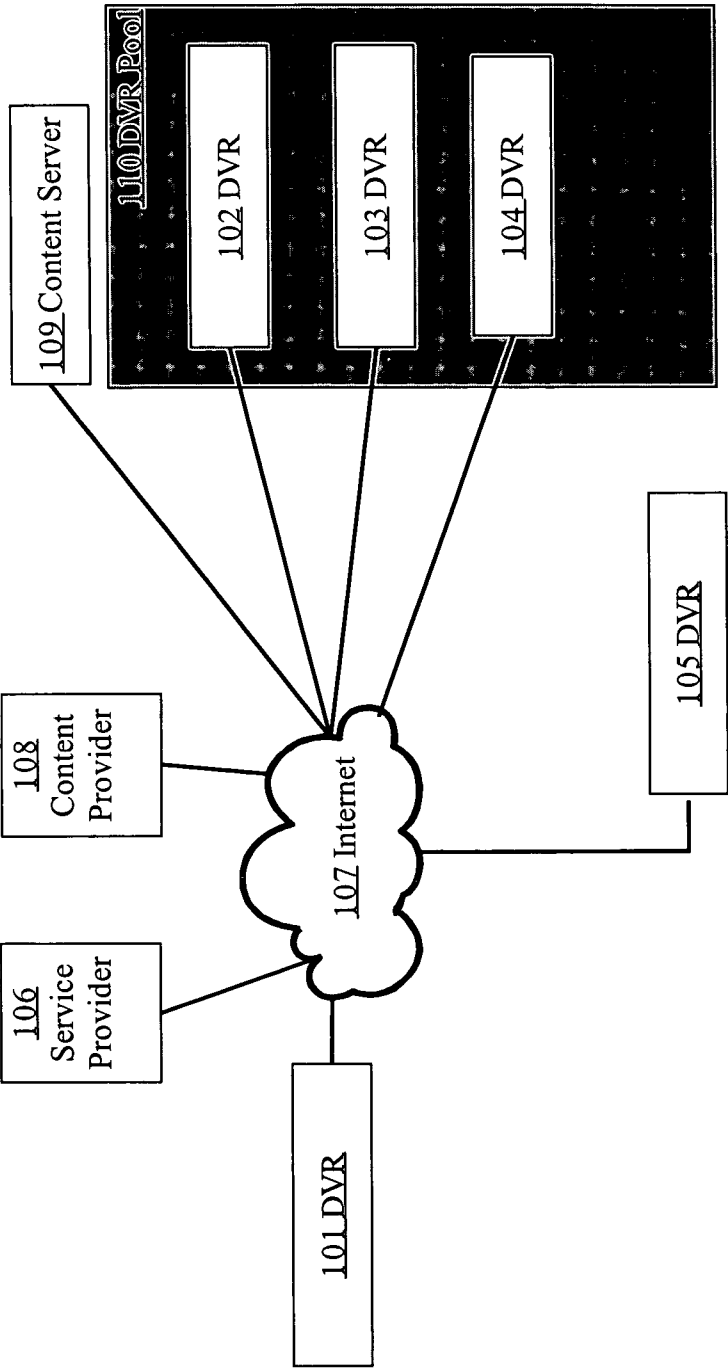 106
Service
Provider
108
Content
Provider
109 Content Server
110 DVR Pool
101 DVR
107 Internet
102 DVR
103 DVR
104 DVR
105 DVR